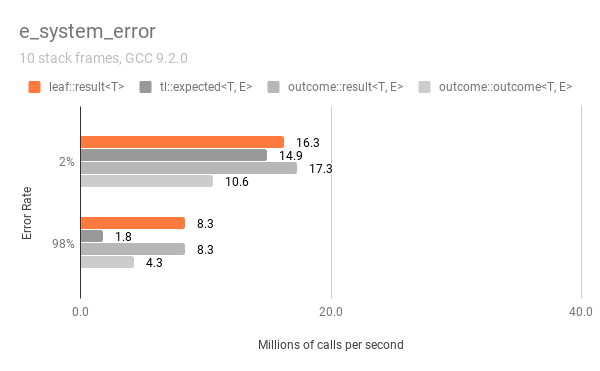 e_system_error
10 stack frames, GCC 9.2.0
leaf::result<T> tl::expected<T, E> outcome::result<T, E> outcome::outcome<T, E>
Error Rate
2%
16.3
14.9
17.3
10.6
98%
8.3
1.8
8.3
4.3
0.0 20.0 40.0
Millions of calls per second